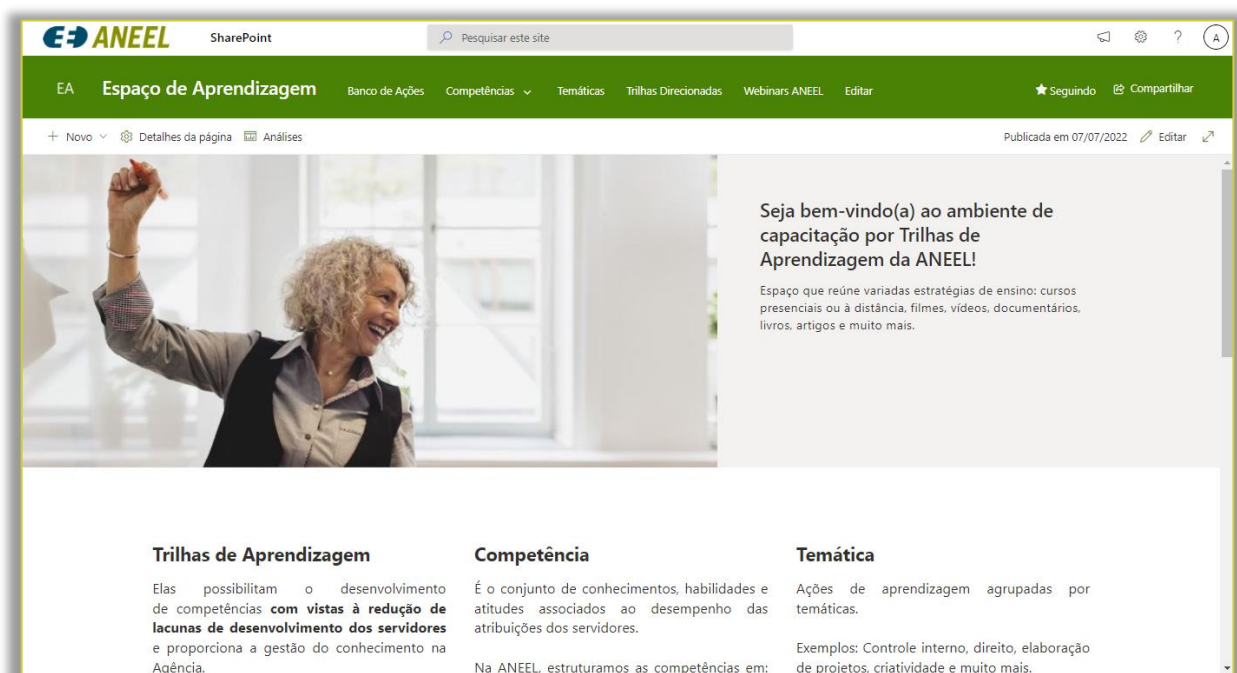 ANEEL
SharePoint
Pesquisar este site
?
A
EA
Espaço de Aprendizagem
Banco de Ações
Competências
Temáticas
Trilhas Direcionadas
Webinars ANEEL
Editar
Seguindo
Compartilhar
+ Novo
Detalhes da página
Análises
Publicada em 07/07/2022
Editar
Seja bem-vindo(a) ao ambiente de
capacitação por Trilhas de
Aprendizagem da ANEEL!
Espaço que reúne variadas estratégias de ensino: cursos
presenciais ou à distância, filmes, vídeos, documentários,
livros, artigos e muito mais.
Trilhas de Aprendizagem
Elas possibilitam o desenvolvimento
de competências com vistas à redução de
lacunas de desenvolvimento dos servidores
e proporciona a gestão do conhecimento na
Agência.
Competência
É o conjunto de conhecimentos, habilidades e
atitudes associados ao desempenho das
atribuições dos servidores.
Na ANEEL, estruturamos as competências em:
Temática
Ações de aprendizagem agrupadas por
temáticas.
Exemplos: Controle interno, direito, elaboração
de projetos, criatividade e muito mais.